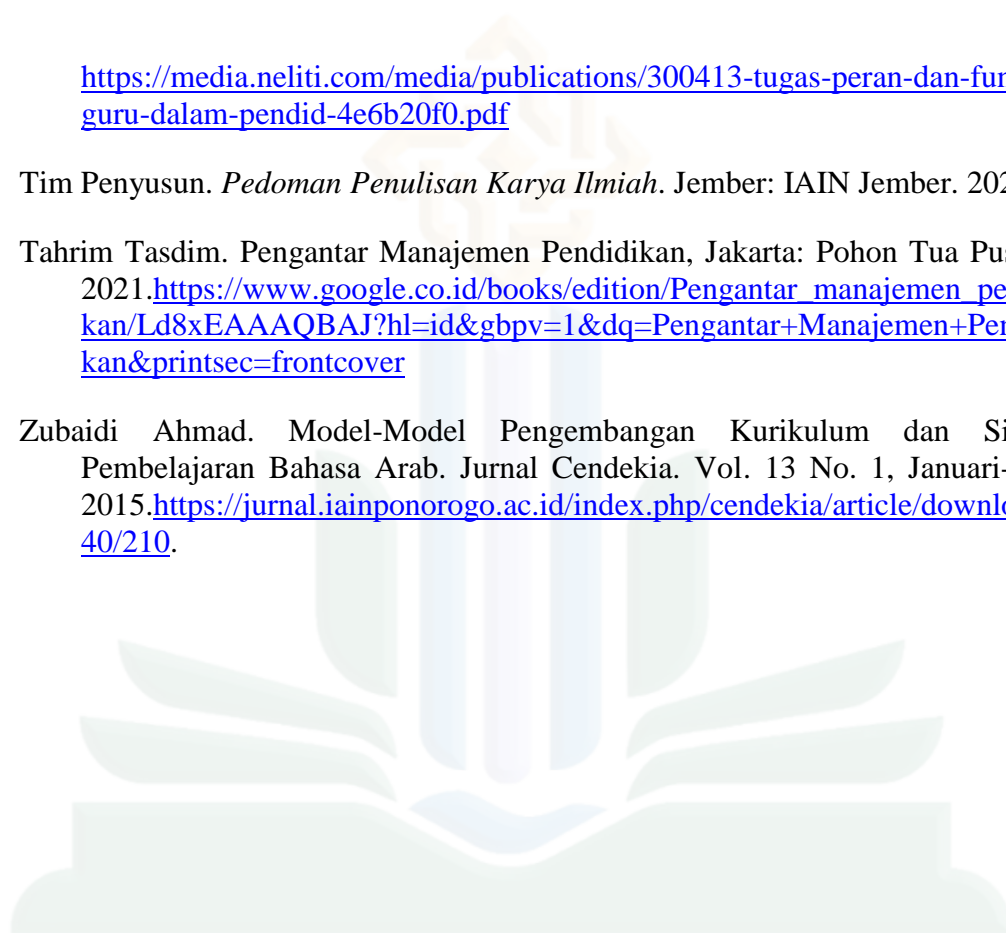 https://media.neliti.com/media/publications/300413-tugas-peran-dan-fun
guru-dalam-pendid-4e6b20f0.pdf
Tim Penyusun. Pedoman Penulisan Karya Ilmiah. Jember: IAIN Jember. 202
Tahrim Tasdim. Pengantar Manajemen Pendidikan, Jakarta: Pohon Tua Pus
2021.https://www.google.co.id/books/edition/Pengantar_manajemen_pe
kan/Ld8xEAAAQBAJ?hl=id&gbpv=1&dq=Pengantar+Manajemen+Pen
kan&printsec=frontcover
Zubaidi Ahmad. Model-Model Pengembangan Kurikulum dan Si
Pembelajaran Bahasa Arab. Jurnal Cendekia. Vol. 13 No. 1, Januari-
2015.https://jurnal.iainponorogo.ac.id/index.php/cendekia/article/downlo
40/210.